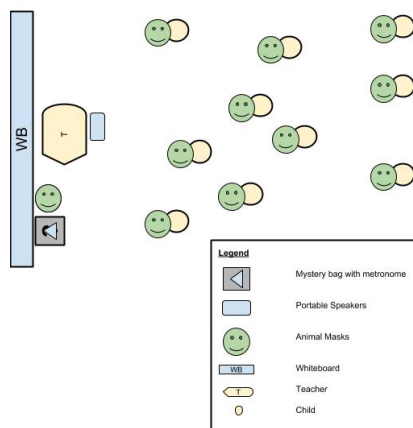 WB
T
Legend
Mystery bag with metronome
Portable Speakers
Animal Masks
WB
Whiteboard
T
Teacher
Child